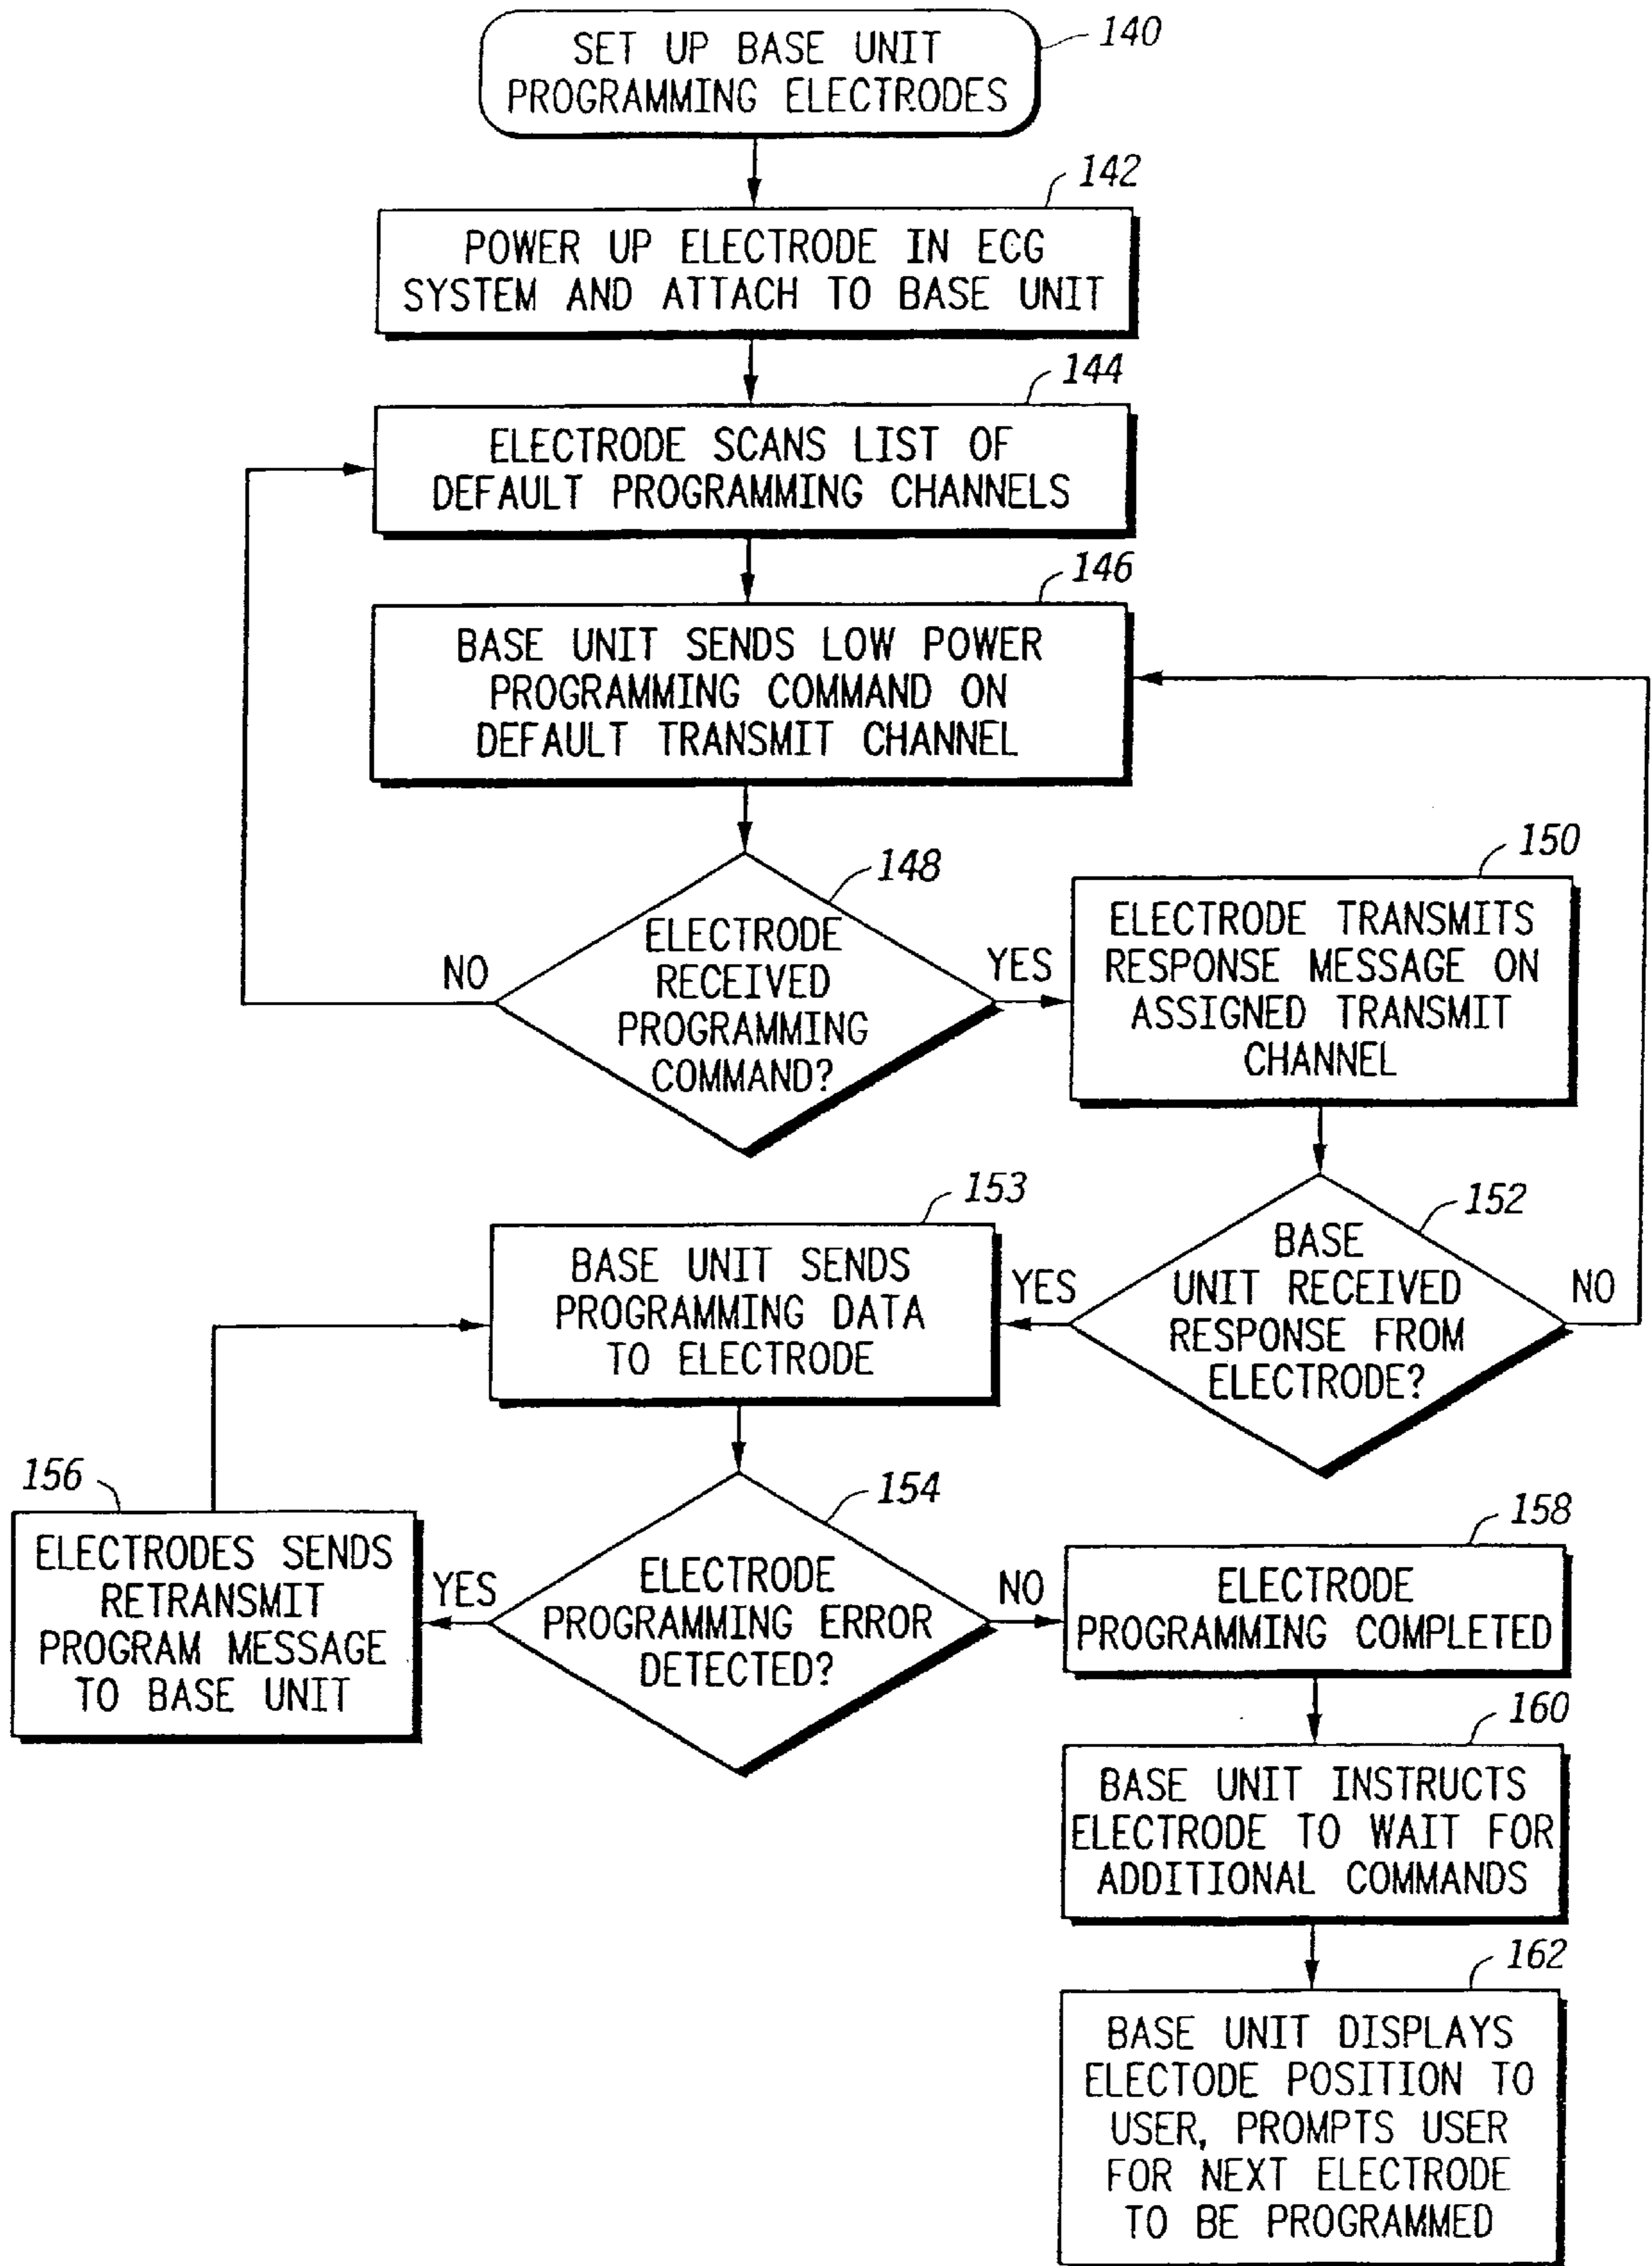 SET UP BASE UNIT
PROGRAMMING ELECTRODES
140
142
POWER UP ELECTRODE IN ECG
SYSTEM AND ATTACH TO BASE UNIT
144
ELECTRODE SCANS LIST OF
DEFAULT PROGRAMMING CHANNELS
146
BASE UNIT SENDS LOW POWER
PROGRAMMING COMMAND ON
DEFAULT TRANSMIT CHANNEL
148
ELECTRODE
RECEIVED
PROGRAMMING
COMMAND?
NO
YES
150
ELECTRODE TRANSMITS
RESPONSE MESSAGE ON
ASSIGNED TRANSMIT
CHANNEL
152
BASE
UNIT RECEIVED
RESPONSE FROM
ELECTRODE?
NO
YES
153
BASE UNIT SENDS
PROGRAMMING DATA
TO ELECTRODE
154
ELECTRODE
PROGRAMMING ERROR
DETECTED?
YES
NO
156
ELECTRODES SENDS
RETRANSMIT
PROGRAM MESSAGE
TO BASE UNIT
158
ELECTRODE
PROGRAMMING COMPLETED
160
BASE UNIT INSTRUCTS
ELECTRODE TO WAIT FOR
ADDITIONAL COMMANDS
162
BASE UNIT DISPLAYS
ELECTODE POSITION TO
USER, PROMPTS USER
FOR NEXT ELECTRODE
TO BE PROGRAMMED